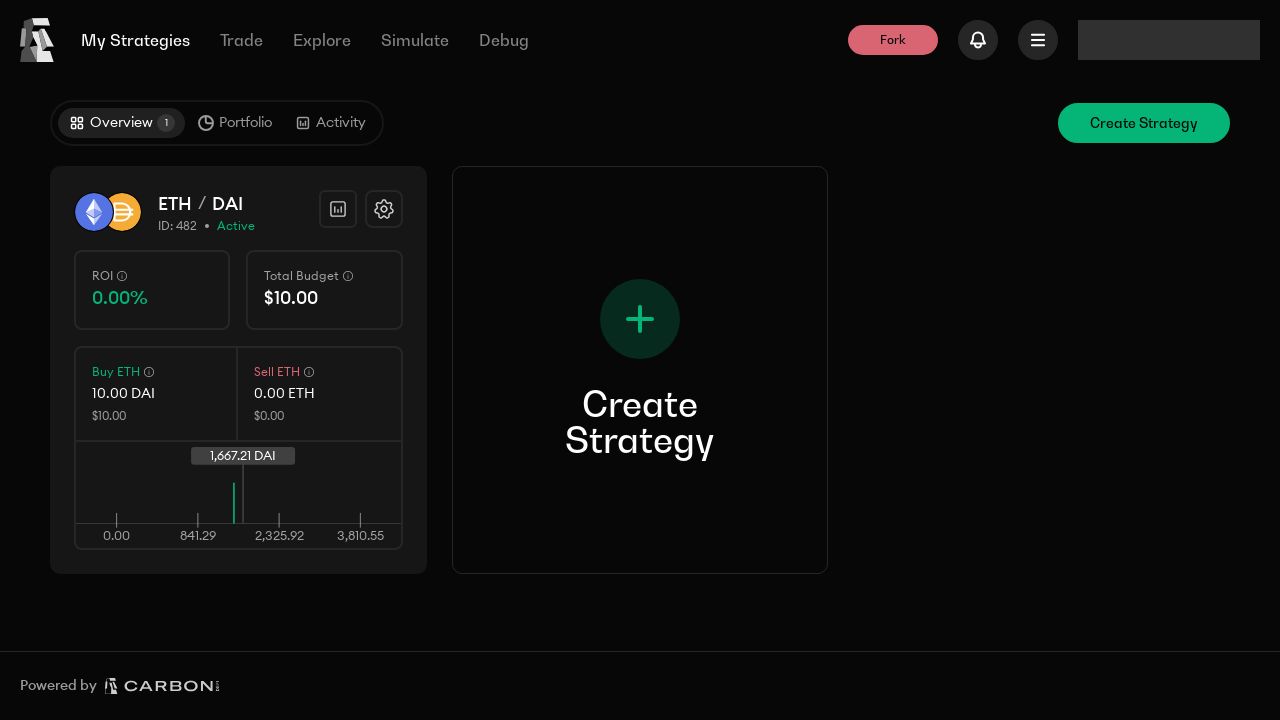 My Strategies Trade Explore Simulate Debug Fork
Overview 1 Portfolio Activity Create Strategy
ETH / DAI
ID: 482 • Active
ROI Total Budget
0.00% $10.00
Buy ETH Sell ETH
10.00 DAI 0.00 ETH
$10.00 $0.00
1,667.21 DAI
0.00 841.29 2,325.92 3,810.55
Create
Strategy
Powered by CARBON